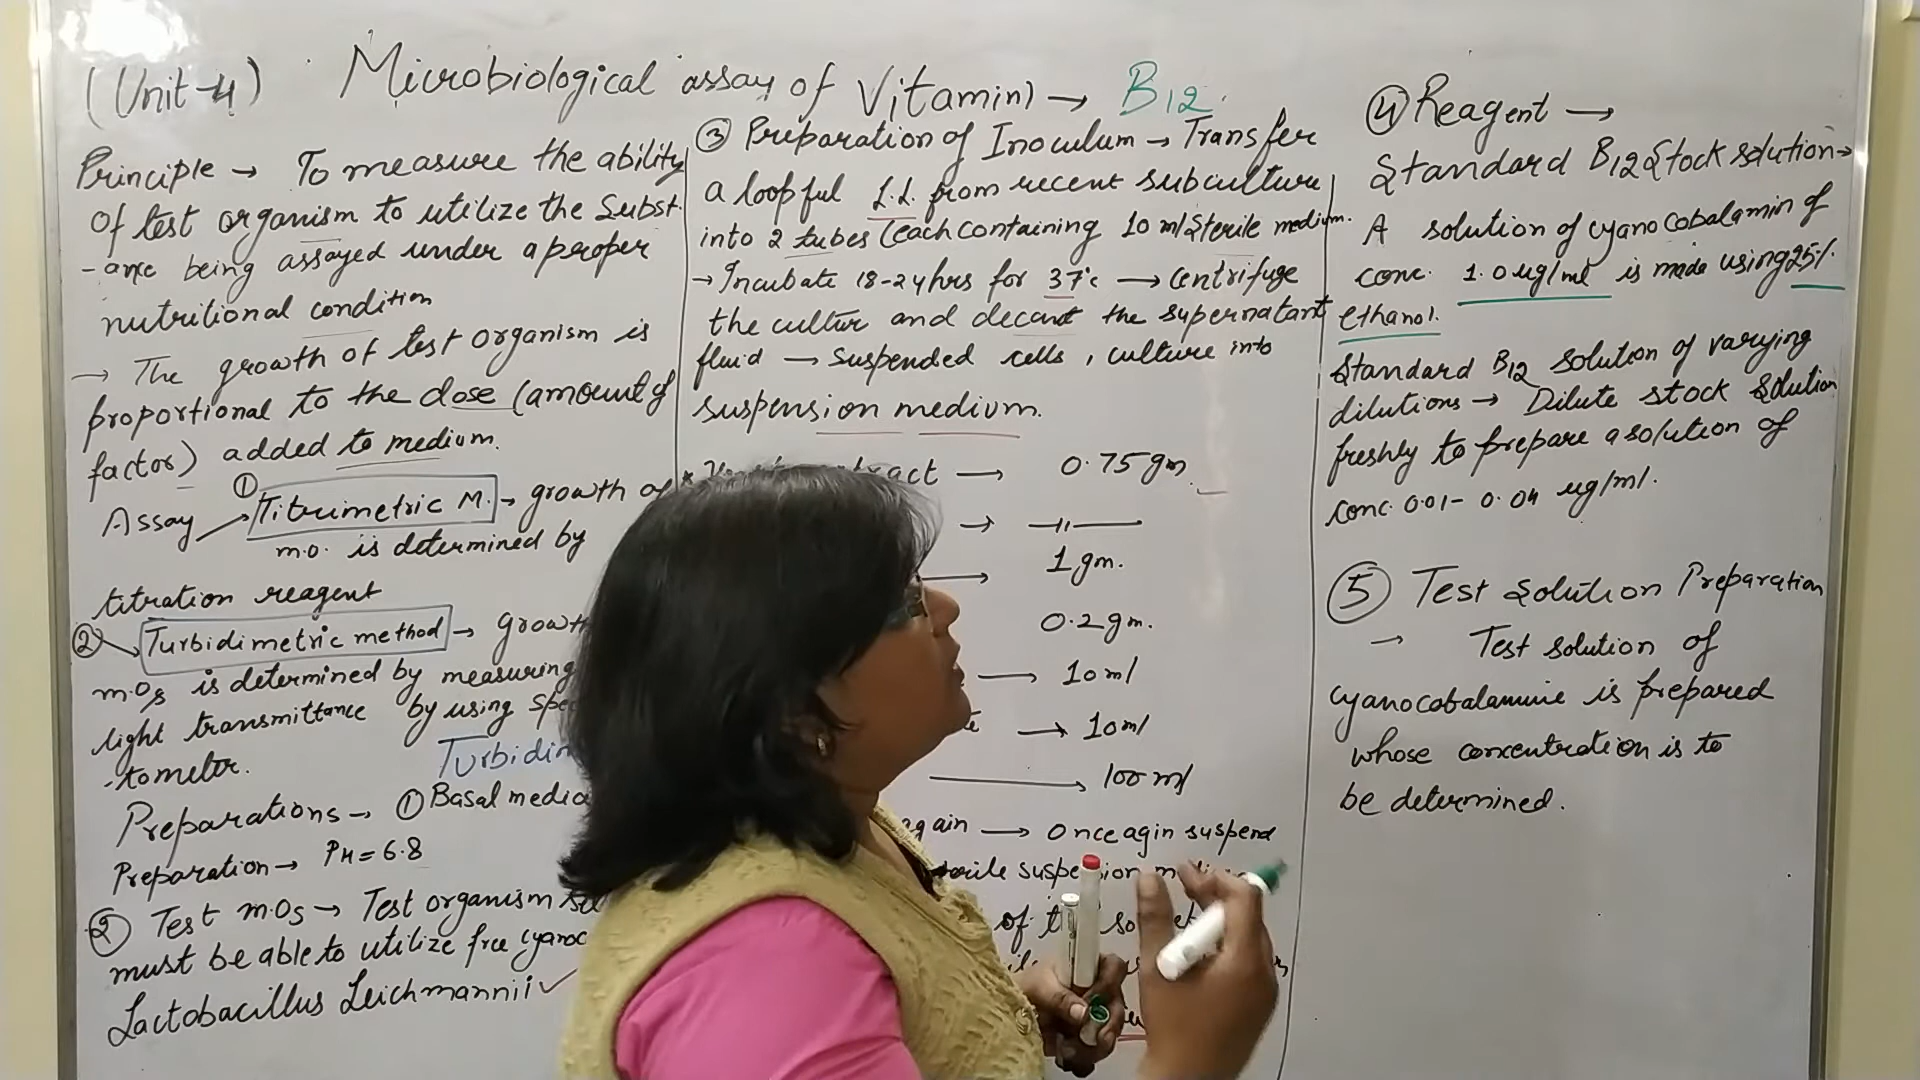 (Unit-4) Microbiological assay of Vitamin) → B12.
Principle → To measure the ability
of test organism to utilize the subst.
-ance being assayed under a proper
nutritional condition
→ The growth of test organism is
proportional to the dose (amount of
factor) added to medium.
Assay ① Titrimetric M. → growth of
m.o. is determined by
titration reagent
② Turbidimetric method → growth
m.Os is determined by measuring
light transmittance by using spe
-tometer. Turbidim
Preparations → ① Basal media
Preparation → PH = 6.8
② Test m.Os → Test organism
must be able to utilize free cyanoc
Lactobacillus Leichmannii ✓
③ Preparation of Inoculum → Transfer
a loopful L.L. from recent subculture
into 2 tubes (each containing 10 ml sterile medium.
→ Incubate 18-24 hrs for 37°c → centrifuge
the cultur and decant the supernatant
fluid → suspended cells, culture into
suspension medium.
→ 0.75 gm
→ —11—
→ 1 gm.
0.2 gm.
→ 10 ml
→ 10 ml
→ 100 ml
again → Once agin suspend
suspension
of
④ Reagent →
Standard B12 Stock solution →
A solution of cyanocobalamin of
conc. 1.0 ug/ml is made using 25%
ethanol.
Standard B12 solution of varying
dilutions → Dilute stock solution
freshly to prepare a solution of
conc. 0.01 - 0.04 ug/ml.
⑤ Test Solution Preparation
→ Test solution of
cyanocobalamine is prepared
whose concentration is to
be determined.